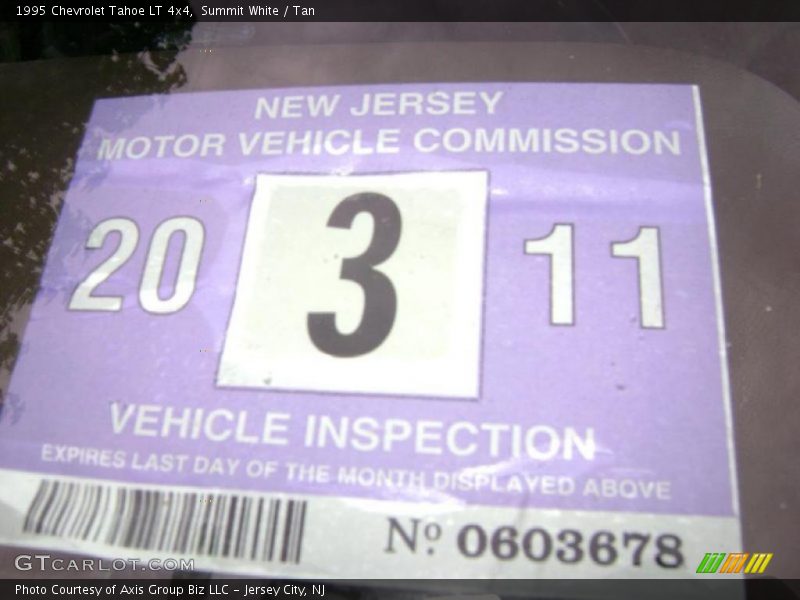 1995 Chevrolet Tahoe LT 4x4, Summit White / Tan
NEW JERSEY
MOTOR VEHICLE COMMISSION
20 3 11
VEHICLE INSPECTION
EXPIRES LAST DAY OF THE MONTH DISPLAYED ABOVE
Nº 0603678
GTCARLOT.COM
Photo Courtesy of Axis Group Biz LLC - Jersey City, NJ